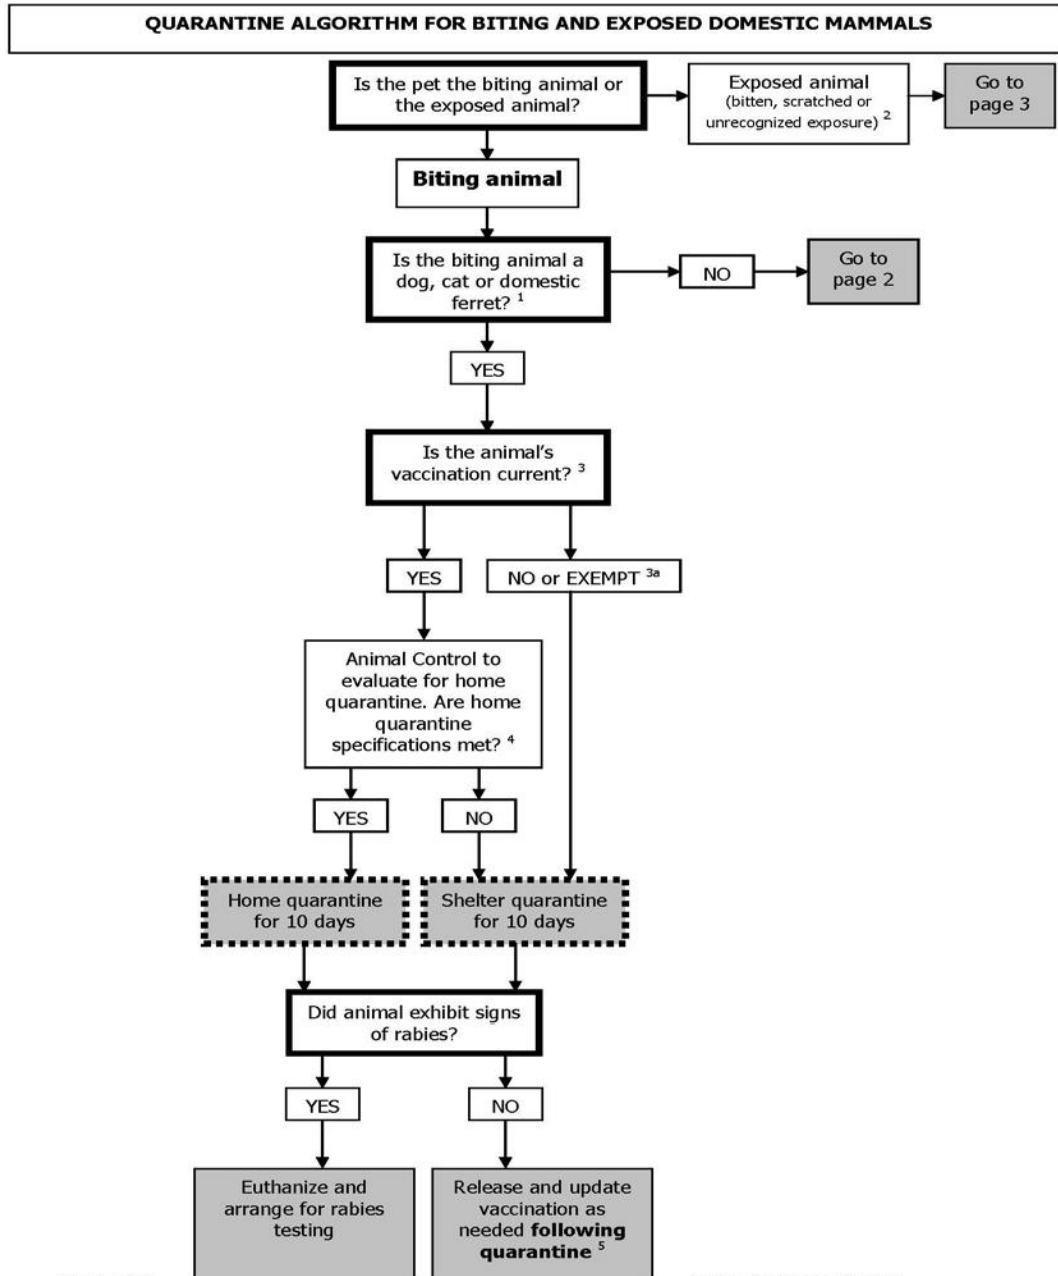 QUARANTINE ALGORITHM FOR BITING AND EXPOSED DOMESTIC MAMMALS
Is the pet the biting animal or
the exposed animal?
Exposed animal
(bitten, scratched or
unrecognized exposure) 2
Go to
page 3
Biting animal
Is the biting animal a
dog, cat or domestic
ferret? 1
NO
Go to
page 2
YES
Is the animal's
vaccination current? 3
YES
NO or EXEMPT 3a
Animal Control to
evaluate for home
quarantine. Are home
quarantine
specifications met? 4
YES
NO
Home quarantine
for 10 days
Shelter quarantine
for 10 days
Did animal exhibit signs
of rabies?
YES
NO
Euthanize and
arrange for rabies
testing
Release and update
vaccination as
needed following
quarantine 5